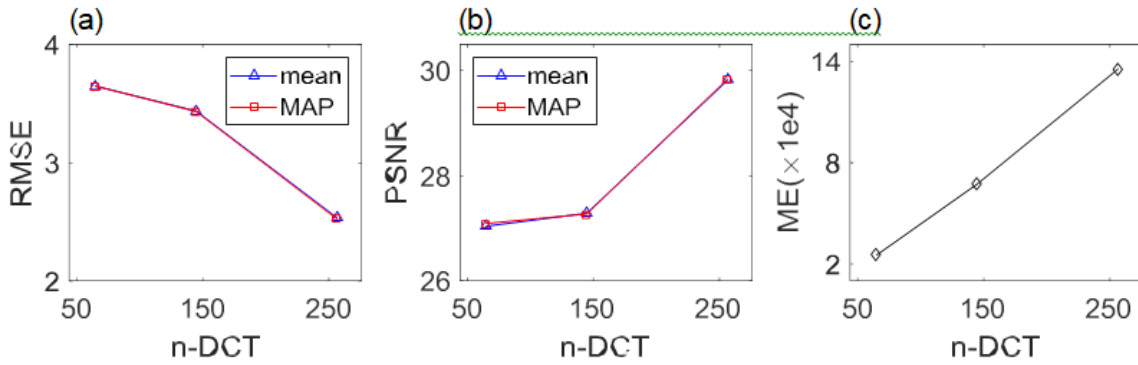 (a)
RMSE
4
3
2
mean
MAP
50 150 250
n-DCT
(b)
PSNR
30
28
26
mean
MAP
50 150 250
n-DCT
(c)
ME(×1e4)
14
8
2
50 150 250
n-DCT